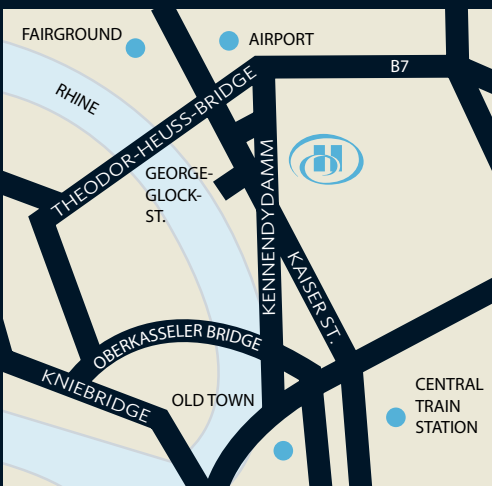 FAIRGROUND
AIRPORT
B7
RHINE
THEODOR-HEUSS-BRIDGE
GEORGE-
GLOCK-
ST.
KENNENDYDAMM
KAISER ST.
OBERKASSELER BRIDGE
KNIEBRIDGE
OLD TOWN
CENTRAL
TRAIN
STATION